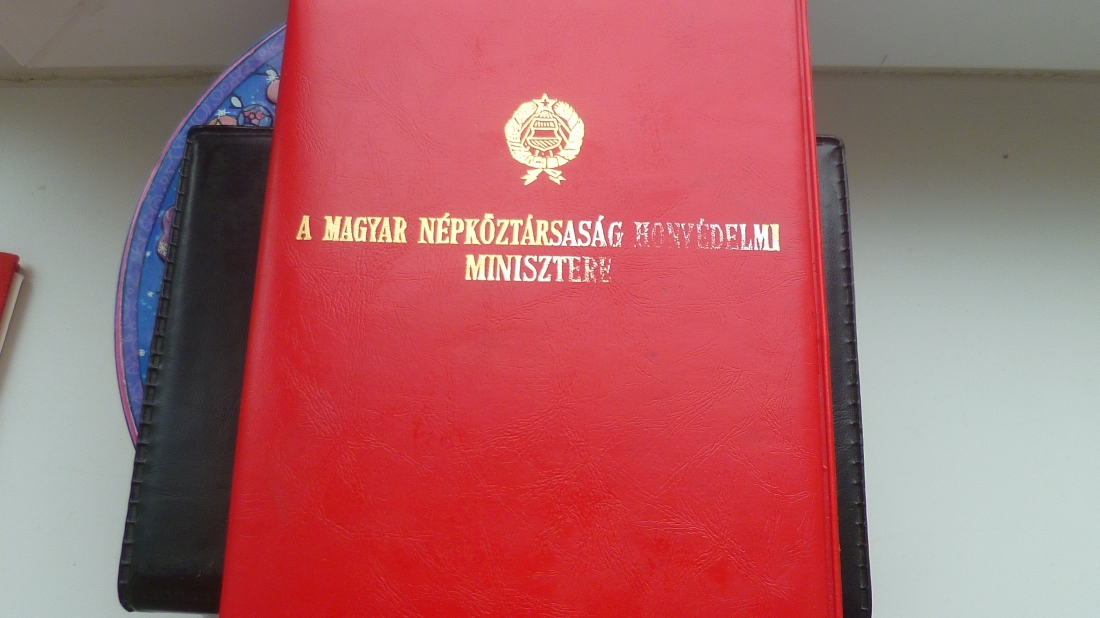 A MAGYAR NÉPKÖZTÁRSASÁG HONVÉDELMI
MINISZTERE